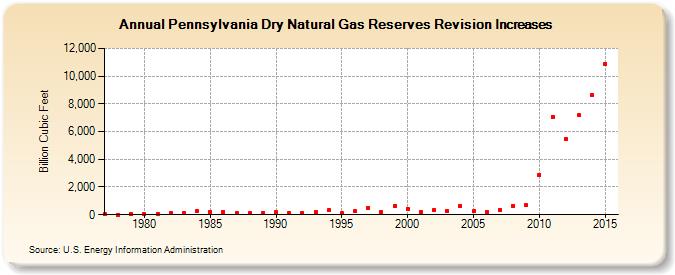 Annual Pennsylvania Dry Natural Gas Reserves Revision Increases
Billion Cubic Feet
12,000
10,000
8,000
6,000
4,000
2,000
0
1980 1985 1990 1995 2000 2005 2010 2015
Source: U.S. Energy Information Administration